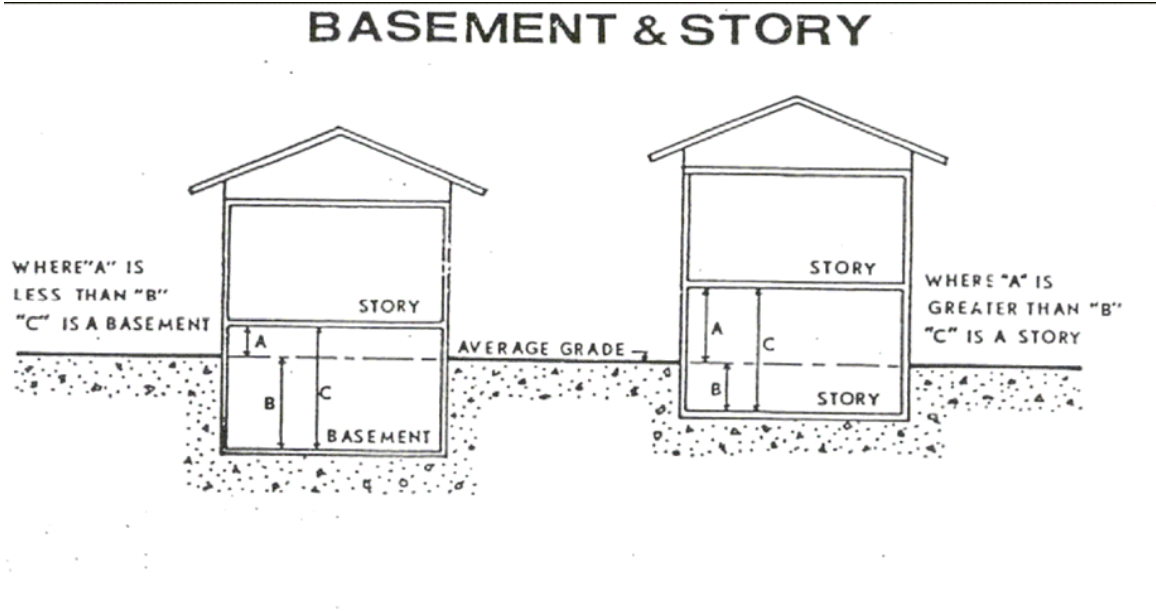 BASEMENT & STORY
WHERE "A" IS
LESS THAN "B"
"C" IS A BASEMENT
STORY
A
B
C
BASEMENT
AVERAGE GRADE
STORY
A
C
B
STORY
WHERE "A" IS
GREATER THAN "B"
"C" IS A STORY